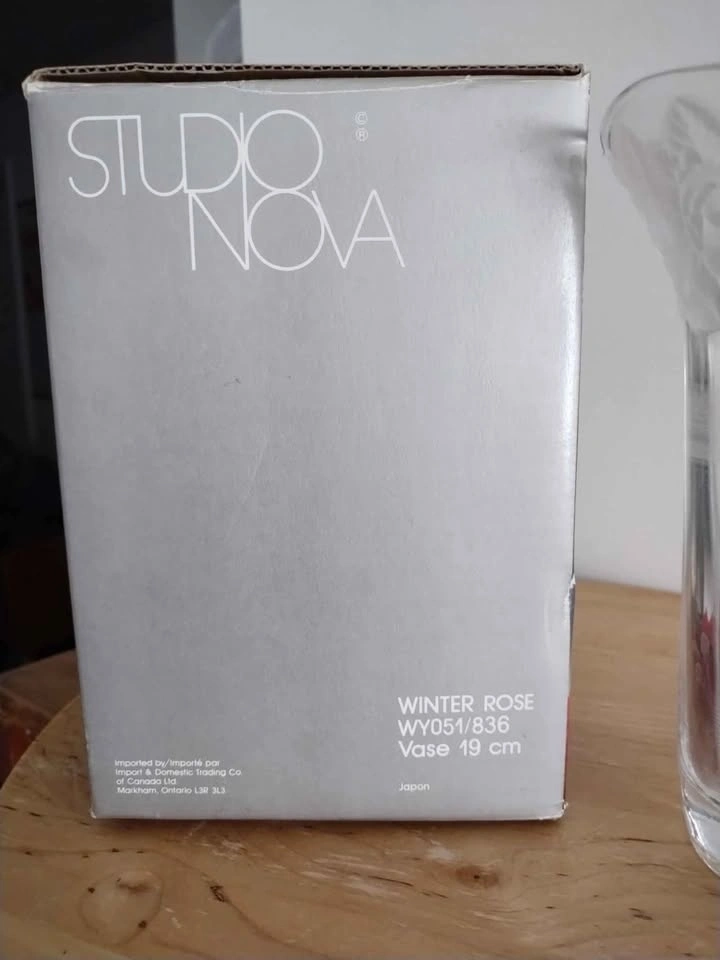 STUDIO
NOVA
©
®
WINTER ROSE
WY051/836
Vase 19 cm
Japon
Imported by/Importé par
Import & Domestic Trading Co.
of Canada Ltd.
Markham, Ontario L3R 3L3